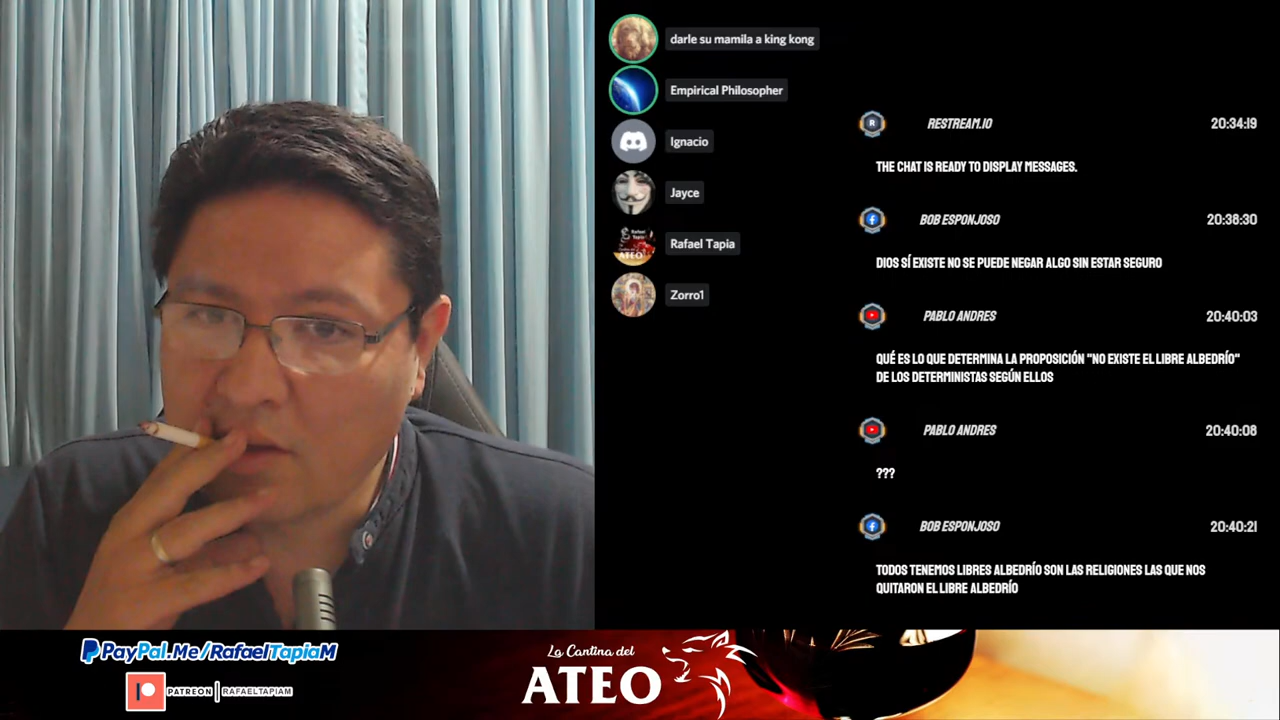 darle su mamila a king kong
Empirical Philosopher
Ignacio
Jayce
Rafael Tapia
Zorro1
RESTREAM.IO 20:34:19
THE CHAT IS READY TO DISPLAY MESSAGES.
BOB ESPONJOSO 20:38:30
DIOS SÍ EXISTE NO SE PUEDE NEGAR ALGO SIN ESTAR SEGURO
PABLO ANDRES 20:40:03
QUÉ ES LO QUE DETERMINA LA PROPOSICIÓN "NO EXISTE EL LIBRE ALBEDRÍO"
DE LOS DETERMINISTAS SEGÚN ELLOS
PABLO ANDRES 20:40:08
???
BOB ESPONJOSO 20:40:21
TODOS TENEMOS LIBRES ALBEDRÍO SON LAS RELIGIONES LAS QUE NOS
QUITARON EL LIBRE ALBEDRÍO
PayPal.Me/RafaelTapiaM
PATREON | RAFAELTAPIAM
La Cantina del
ATEO